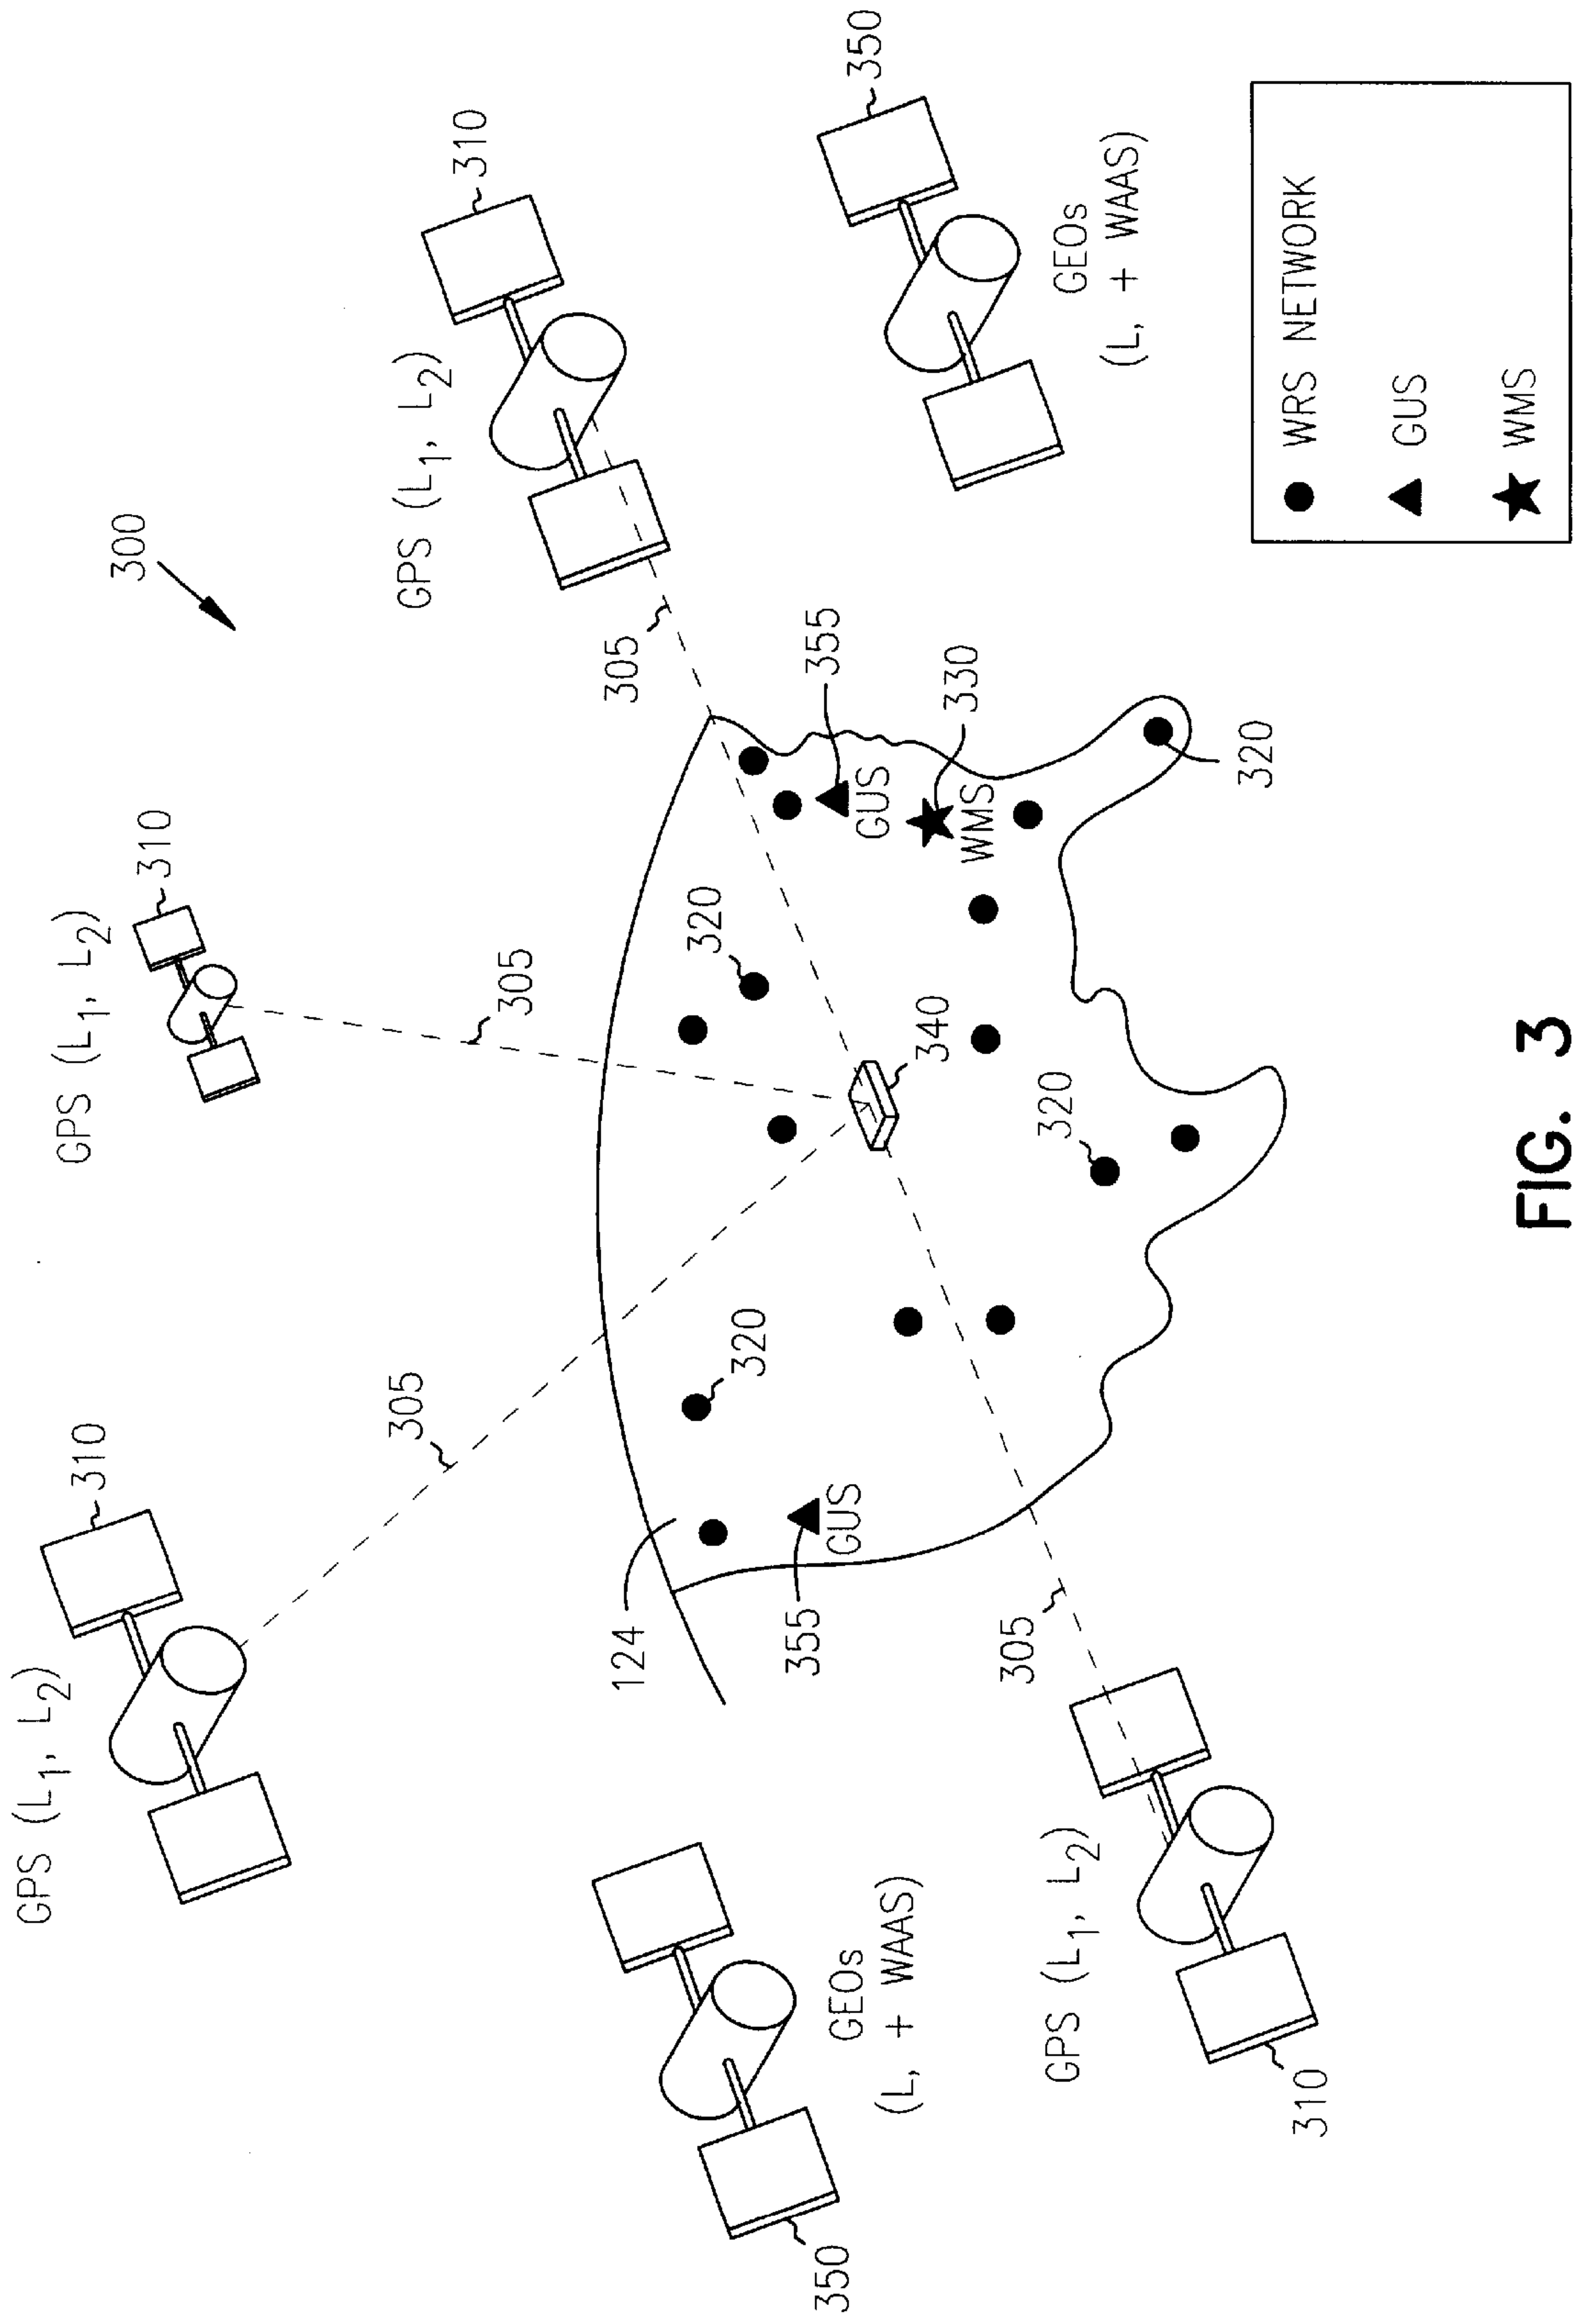 300
GPS (L1, L2)
310
GPS (L1, L2)
310
GPS (L1, L2)
310
305
305
305
350
GEOs
(L, + WAAS)
350
GEOs
(L, + WAAS)
124
320
320
355
GUS
355
GUS
330
WMS
340
320
320
305
GPS (L1, L2)
310
WRS NETWORK
GUS
WMS
FIG. 3